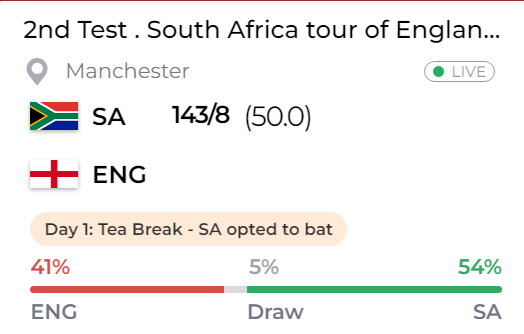 2nd Test . South Africa tour of Englan...
Manchester
LIVE
SA 143/8 (50.0)
ENG
Day 1: Tea Break - SA opted to bat
41% 5% 54%
ENG Draw SA